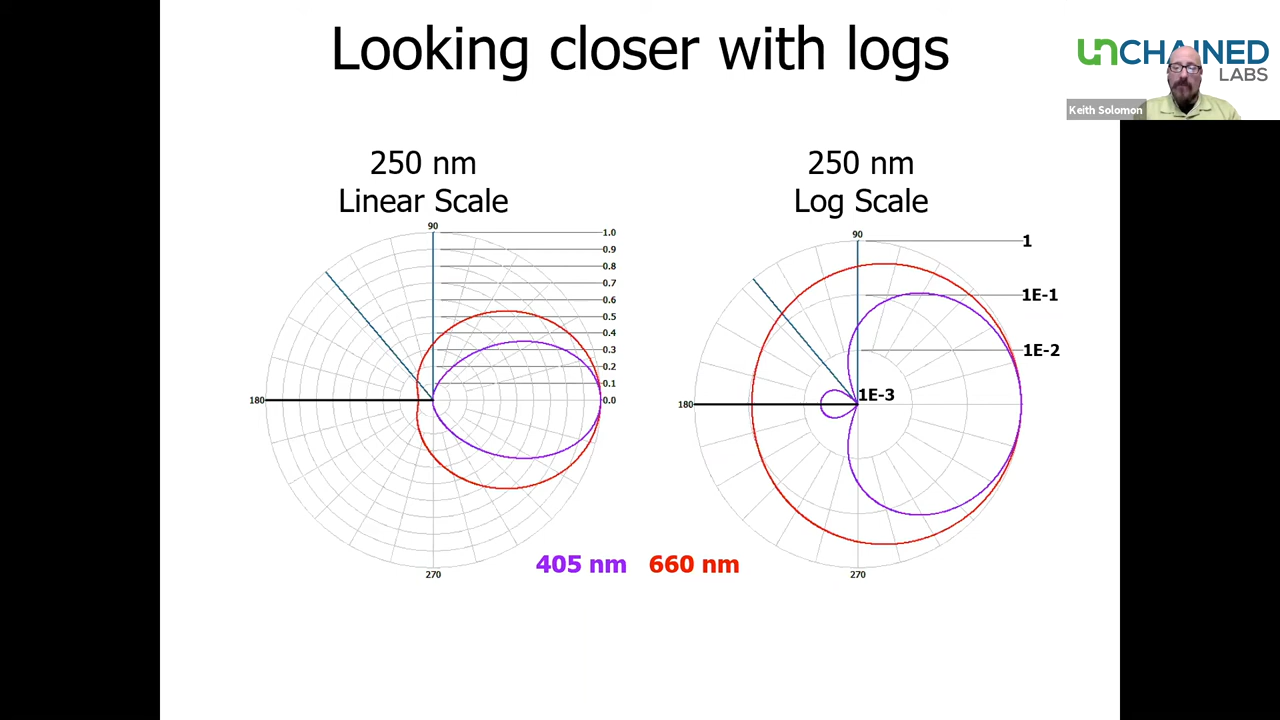 Looking closer with logs
UNCHAINED
LABS
Keith Solomon
250 nm
Linear Scale
90
1.0
0.9
0.8
0.7
0.6
0.5
0.4
0.3
0.2
0.1
0.0
180
270
250 nm
Log Scale
90
1
1E-1
1E-2
1E-3
180
270
405 nm 660 nm